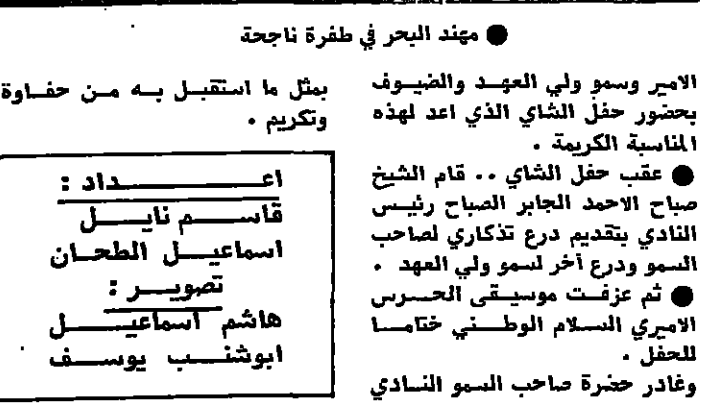 ● مهند البحر في طفرة ناجحة
الامير وسمو ولي العهد والضيوف
بحضور حفل الشاي الذي اعد لهذه
المناسبة الكريمة .
● عقب حفل الشاي .. قام الشيخ
صباح الاحمد الجابر الصباح رئيس
النادي بتقديم درع تذكاري لصاحب
السمو ودرع آخر لسمو ولي العهد .
● ثم عزفت موسيقى الحرس
الاميري السلام الوطني ختاما
للحفل .
وغادر حضرة صاحب السمو النادي
بمثل ما استقبل به من حفاوة
وتكريم .
اعداد :
قاسم نايل
اسماعيل الطحان
تصوير :
هاشم اسماعيل
ابوشنب يوسف